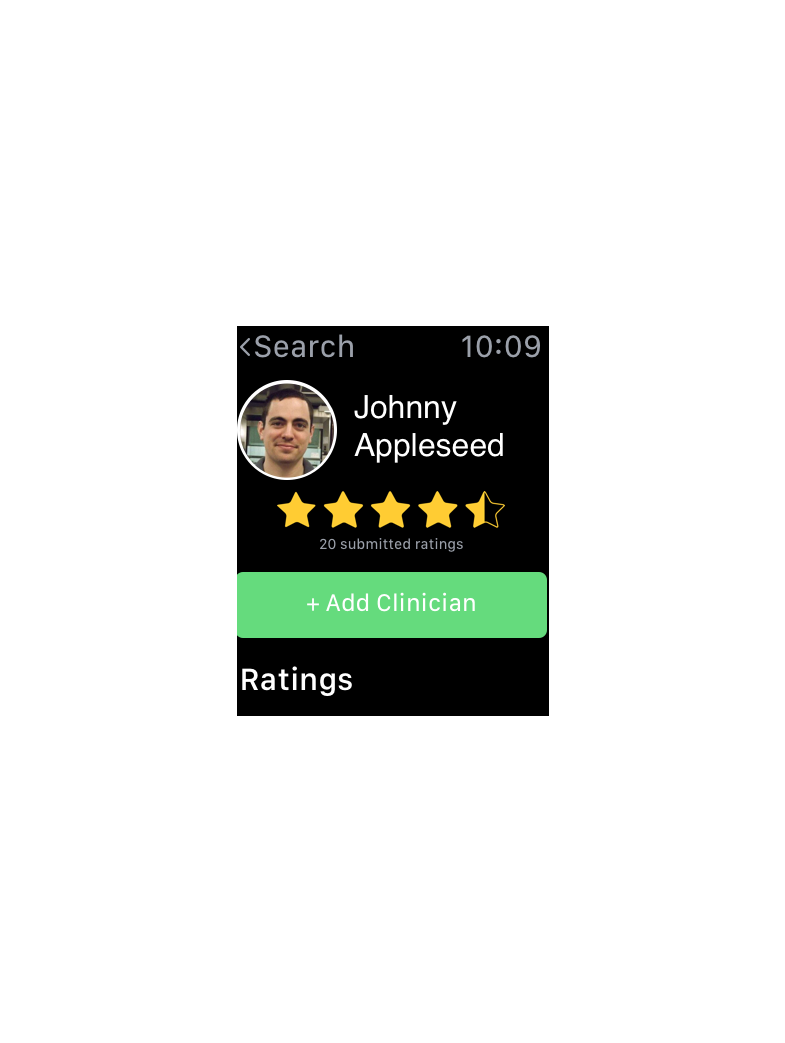 <Search 10:09
Johnny
Appleseed
20 submitted ratings
+ Add Clinician
Ratings